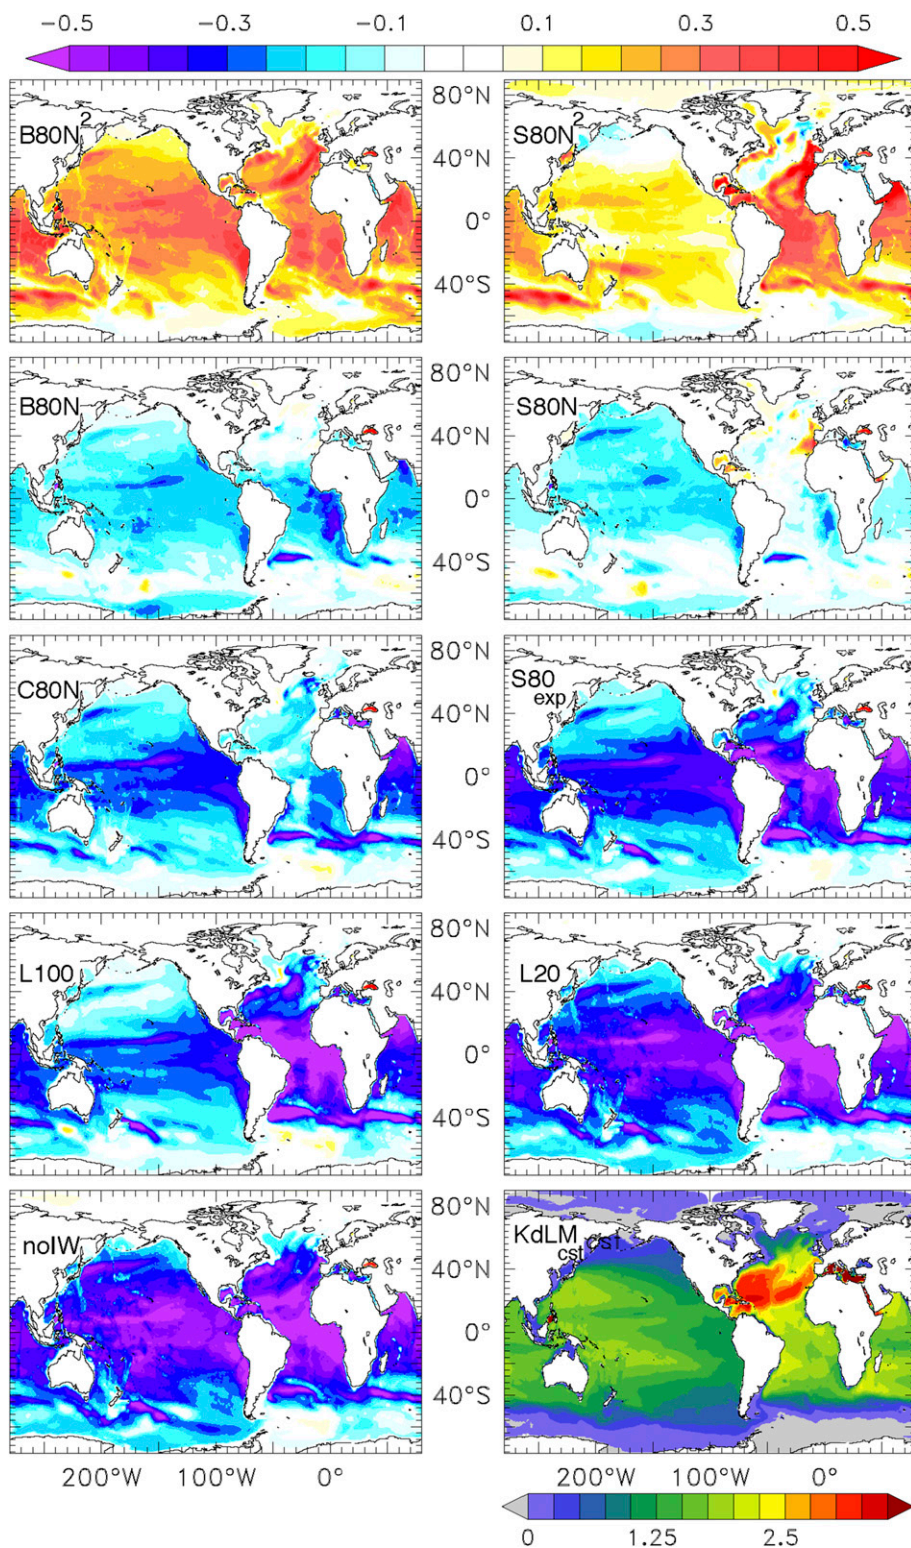 -0.5 -0.3 -0.1 0.1 0.3 0.5
B80N2 80°N S80N2
40°N
0°
40°S
B80N 80°N S80N
40°N
0°
40°S
C80N 80°N S80exp
40°N
0°
40°S
L100 80°N L20
40°N
0°
40°S
noIW 80°N KdLMcst
40°N
0°
40°S
200°W 100°W 0° 200°W 100°W 0°
0 1.25 2.5